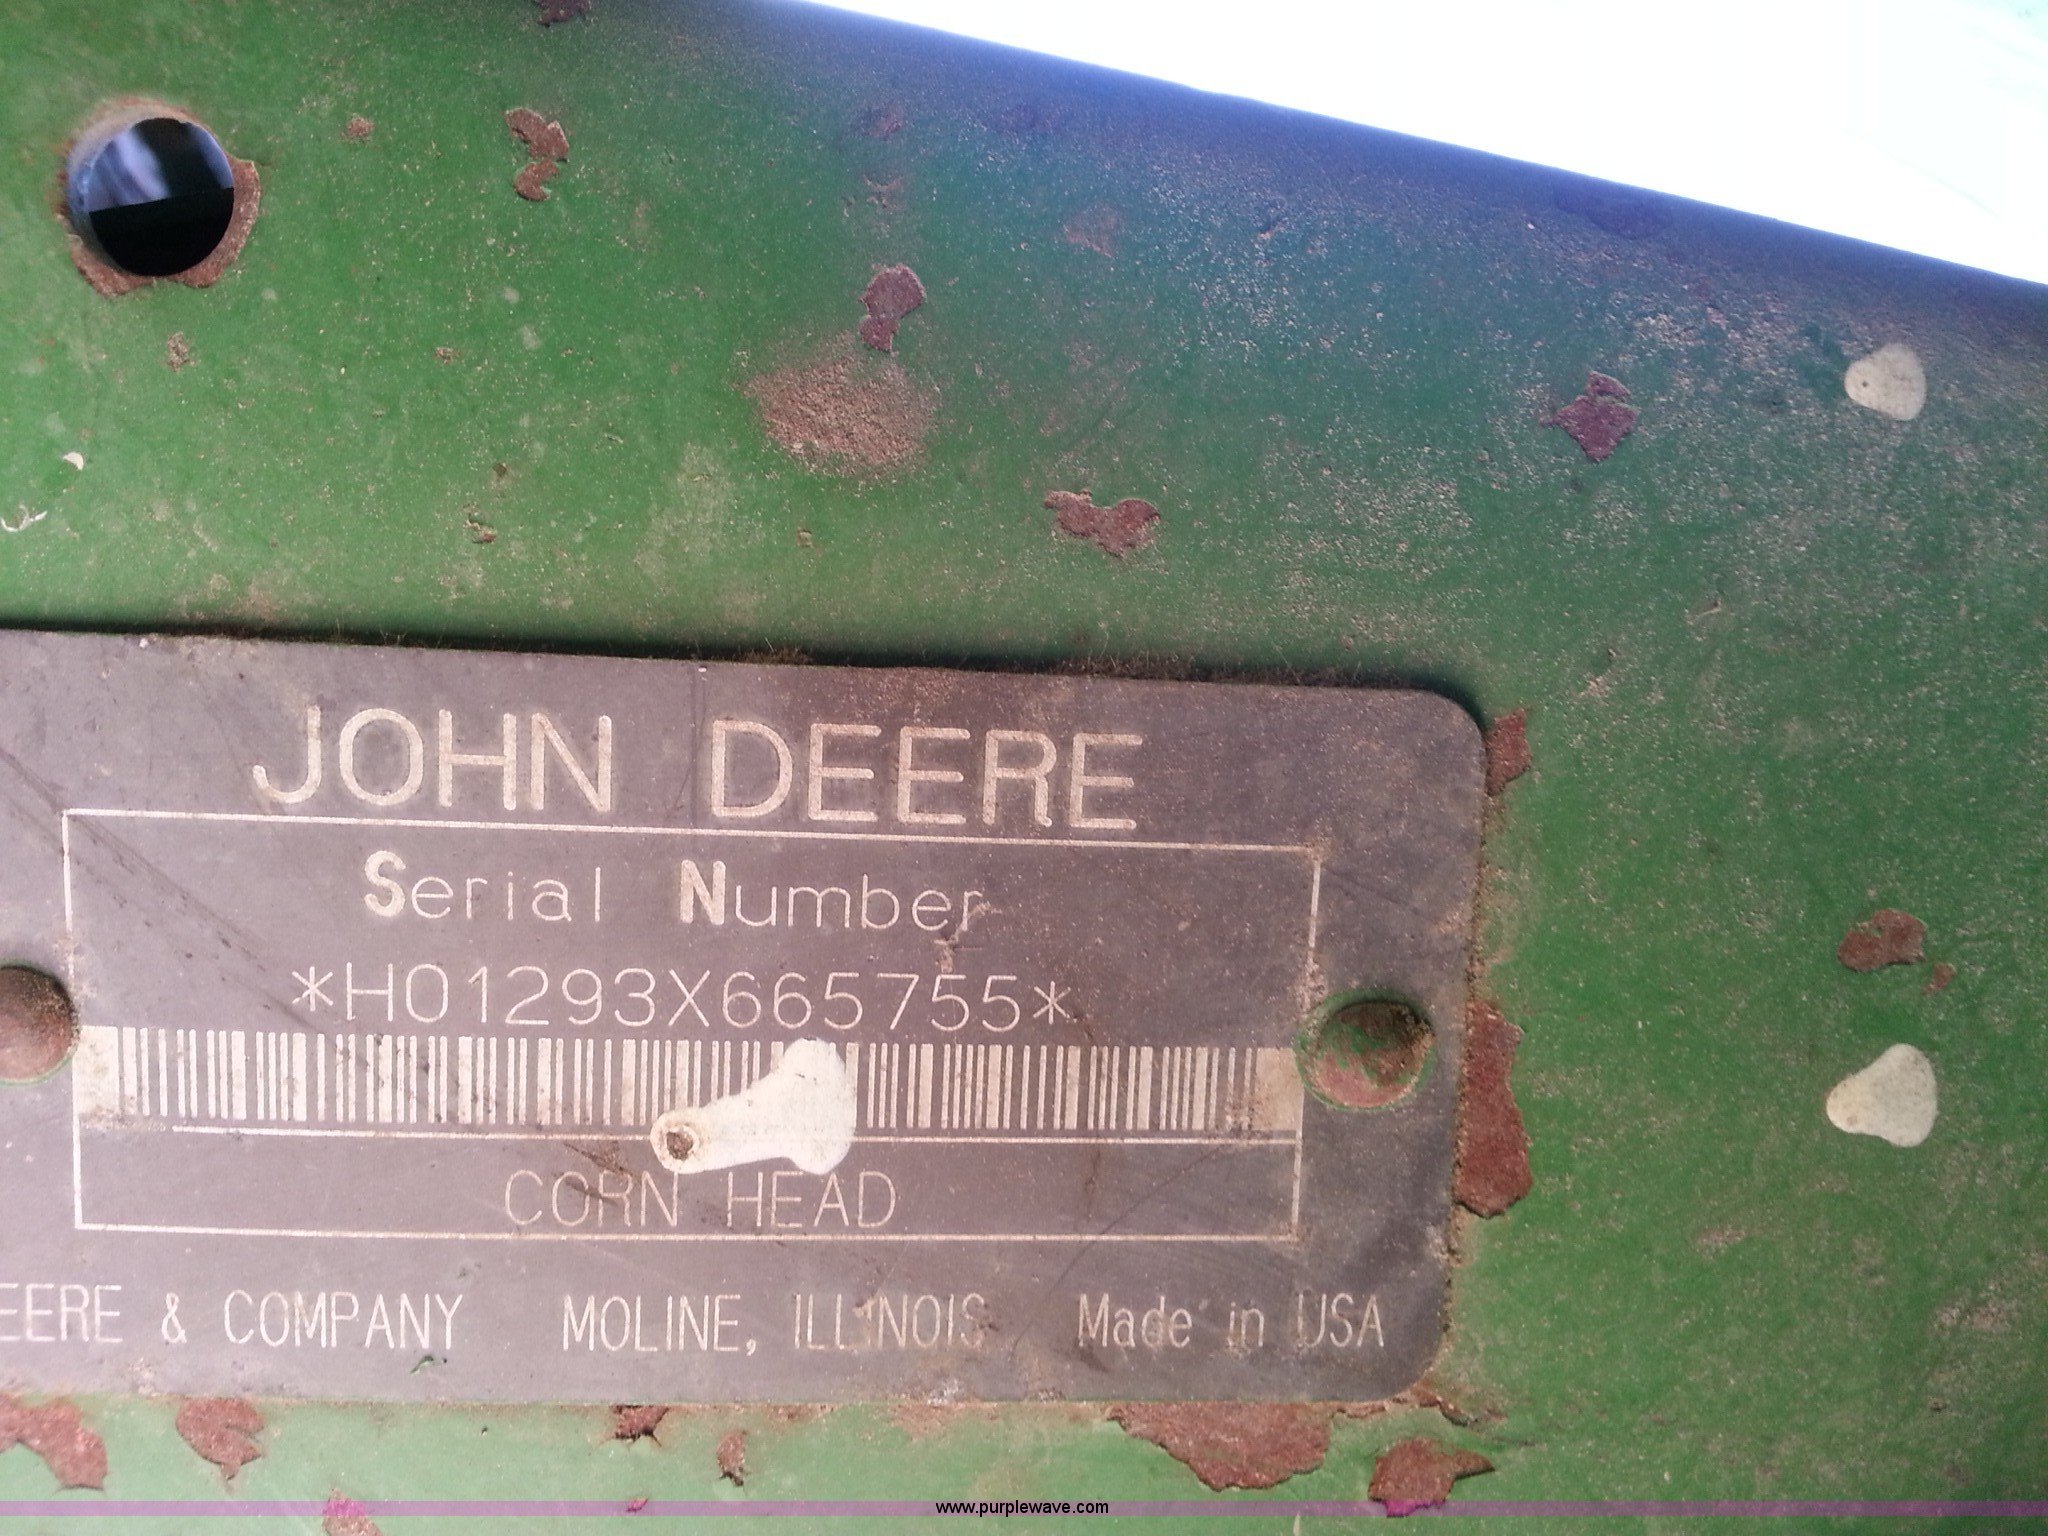 JOHN DEERE
Serial Number
*H01293X665755*
CORN HEAD
EERE & COMPANY MOLINE, ILLINOIS Made in USA
www.purplewave.com